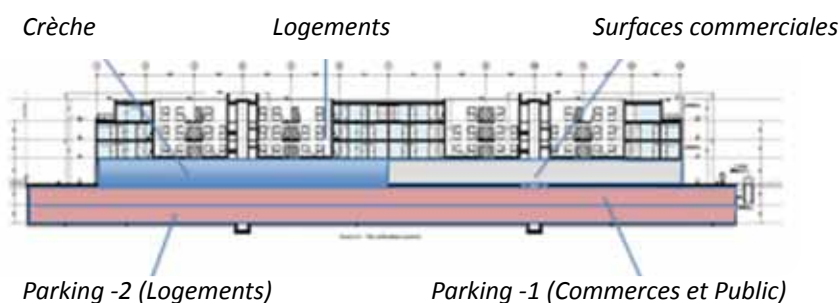 Crèche Logements Surfaces commerciales
Parking -2 (Logements) Parking -1 (Commerces et Public)